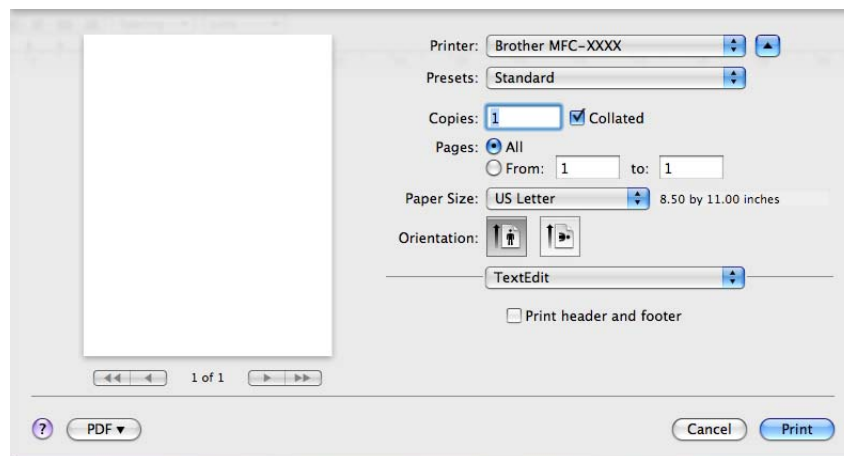 Printer: Brother MFC-XXXX
Presets: Standard
Copies: 1 Collated
Pages: All
From: 1 to: 1
Paper Size: US Letter 8.50 by 11.00 inches
Orientation:
TextEdit
Print header and footer
1 of 1
? PDF Cancel Print